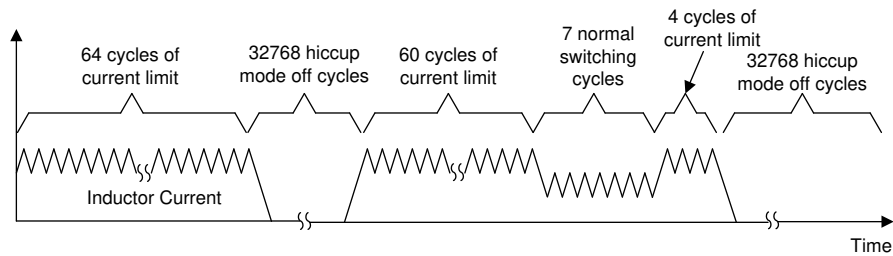 64 cycles of
current limit
32768 hiccup
mode off cycles
60 cycles of
current limit
7 normal
switching
cycles
4 cycles of
current limit
32768 hiccup
mode off cycles
Inductor Current
Time